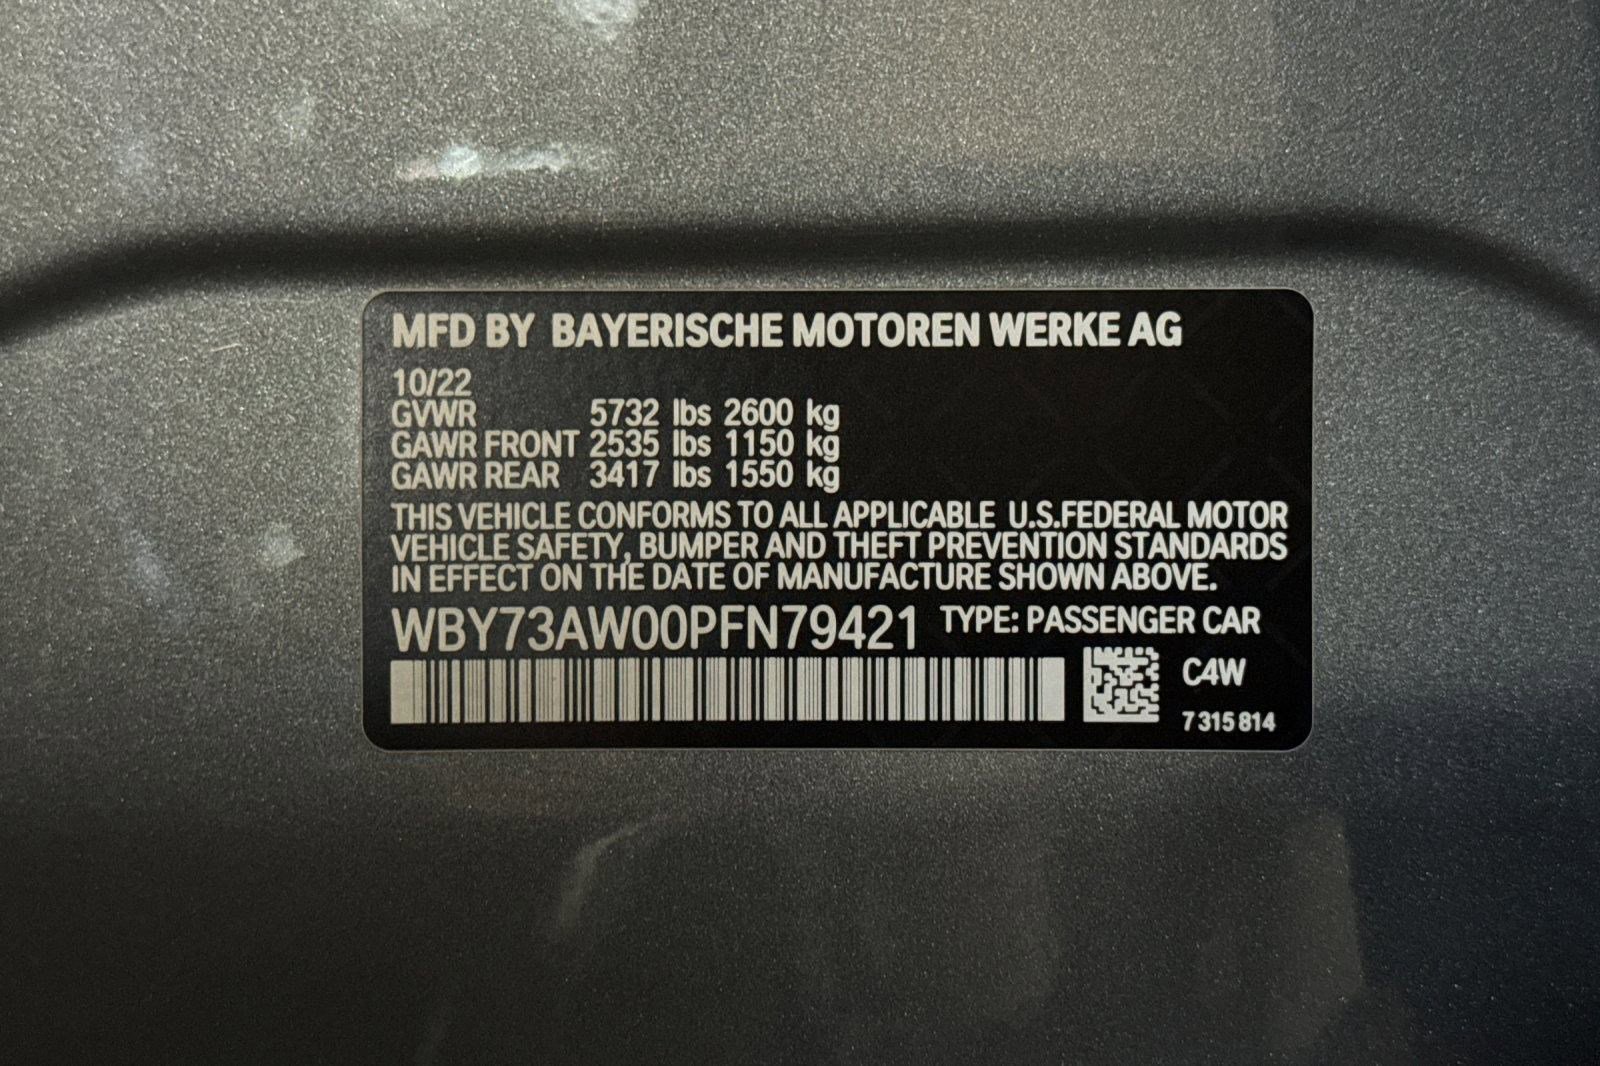 MFD BY BAYERISCHE MOTOREN WERKE AG
10/22
GVWR 5732 lbs 2600 kg
GAWR FRONT 2535 lbs 1150 kg
GAWR REAR 3417 lbs 1550 kg
THIS VEHICLE CONFORMS TO ALL APPLICABLE U.S.FEDERAL MOTOR
VEHICLE SAFETY, BUMPER AND THEFT PREVENTION STANDARDS
IN EFFECT ON THE DATE OF MANUFACTURE SHOWN ABOVE.
WBY73AW00PFN79421 TYPE: PASSENGER CAR
C4W
7 315 814